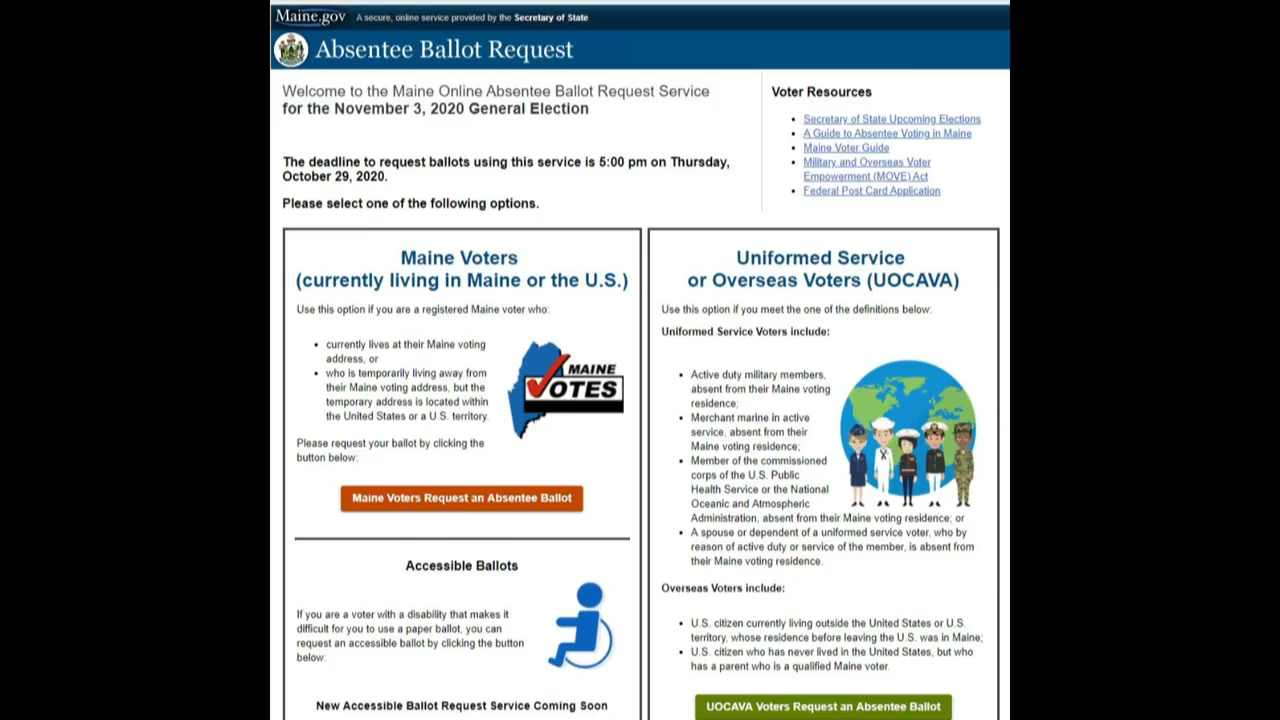 Maine.gov A secure, online service provided by the Secretary of State
Absentee Ballot Request
Welcome to the Maine Online Absentee Ballot Request Service
for the November 3, 2020 General Election
The deadline to request ballots using this service is 5:00 pm on Thursday,
October 29, 2020.
Please select one of the following options.
Voter Resources
• Secretary of State Upcoming Elections
• A Guide to Absentee Voting in Maine
• Maine Voter Guide
• Military and Overseas Voter
Empowerment (MOVE) Act
• Federal Post Card Application
Maine Voters
(currently living in Maine or the U.S.)
Use this option if you are a registered Maine voter who:
• currently lives at their Maine voting
address, or
• who is temporarily living away from
their Maine voting address, but the
temporary address is located within
the United States or a U.S. territory.
MAINE
VOTES
Please request your ballot by clicking the
button below:
Maine Voters Request an Absentee Ballot
Accessible Ballots
If you are a voter with a disability that makes it
difficult for you to use a paper ballot, you can
request an accessible ballot by clicking the button
below:
New Accessible Ballot Request Service Coming Soon
Uniformed Service
or Overseas Voters (UOCAVA)
Use this option if you meet the one of the definitions below:
Uniformed Service Voters include:
• Active duty military members,
absent from their Maine voting
residence;
• Merchant marine in active
service, absent from their
Maine voting residence;
• Member of the commissioned
corps of the U.S. Public
Health Service or the National
Oceanic and Atmospheric
Administration, absent from their Maine voting residence; or
• A spouse or dependent of a uniformed service voter, who by
reason of active duty or service of the member, is absent from
their Maine voting residence.
Overseas Voters include:
• U.S. citizen currently living outside the United States or U.S.
territory, whose residence before leaving the U.S. was in Maine;
• U.S. citizen who has never lived in the United States, but who
has a parent who is a qualified Maine voter.
UOCAVA Voters Request an Absentee Ballot